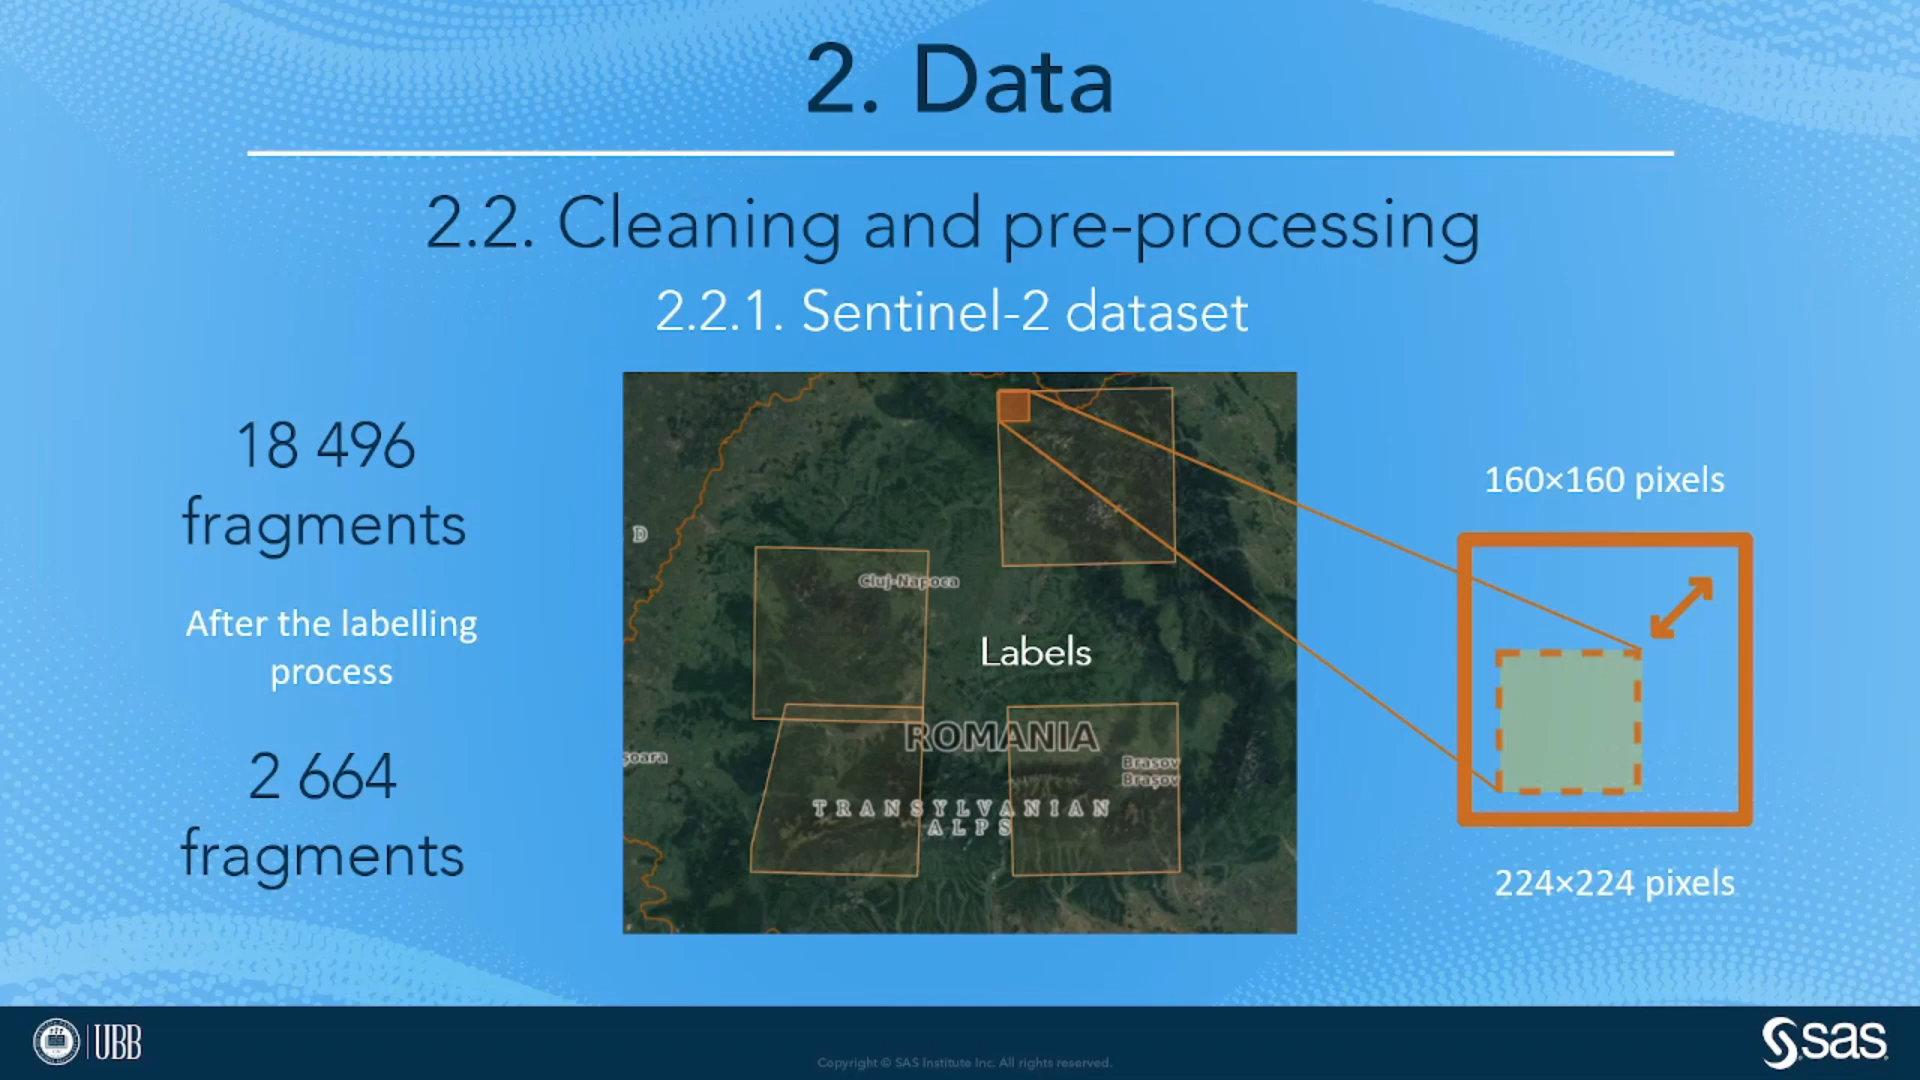 2. Data
2.2. Cleaning and pre-processing
2.2.1. Sentinel-2 dataset
18 496
fragments
After the labelling
process
2 664
fragments
D
Cluj-Napoca
Labels
ROMANIA
șoara
Brasov
Brașov
TRANSYLVANIAN
ALPS
160×160 pixels
224×224 pixels
UBB
Copyright © SAS Institute Inc. All rights reserved.
sas